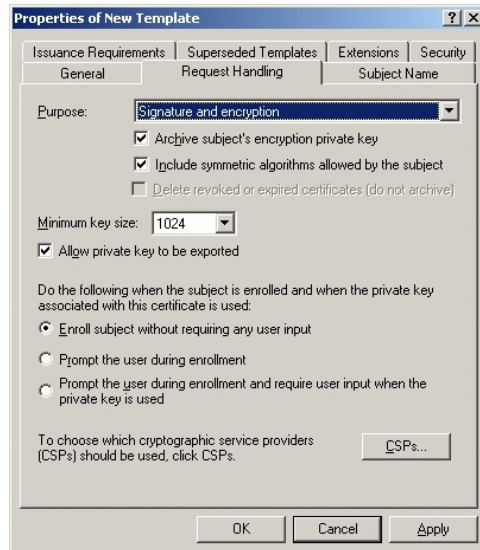 Properties of New Template
Issuance Requirements Superseded Templates Extensions Security
General Request Handling Subject Name
Purpose: Signature and encryption
Archive subject's encryption private key
Include symmetric algorithms allowed by the subject
Delete revoked or expired certificates (do not archive)
Minimum key size: 1024
Allow private key to be exported
Do the following when the subject is enrolled and when the private key
associated with this certificate is used:
Enroll subject without requiring any user input
Prompt the user during enrollment
Prompt the user during enrollment and require user input when the
private key is used
To choose which cryptographic service providers
(CSPs) should be used, click CSPs.
CSPs...
OK Cancel Apply